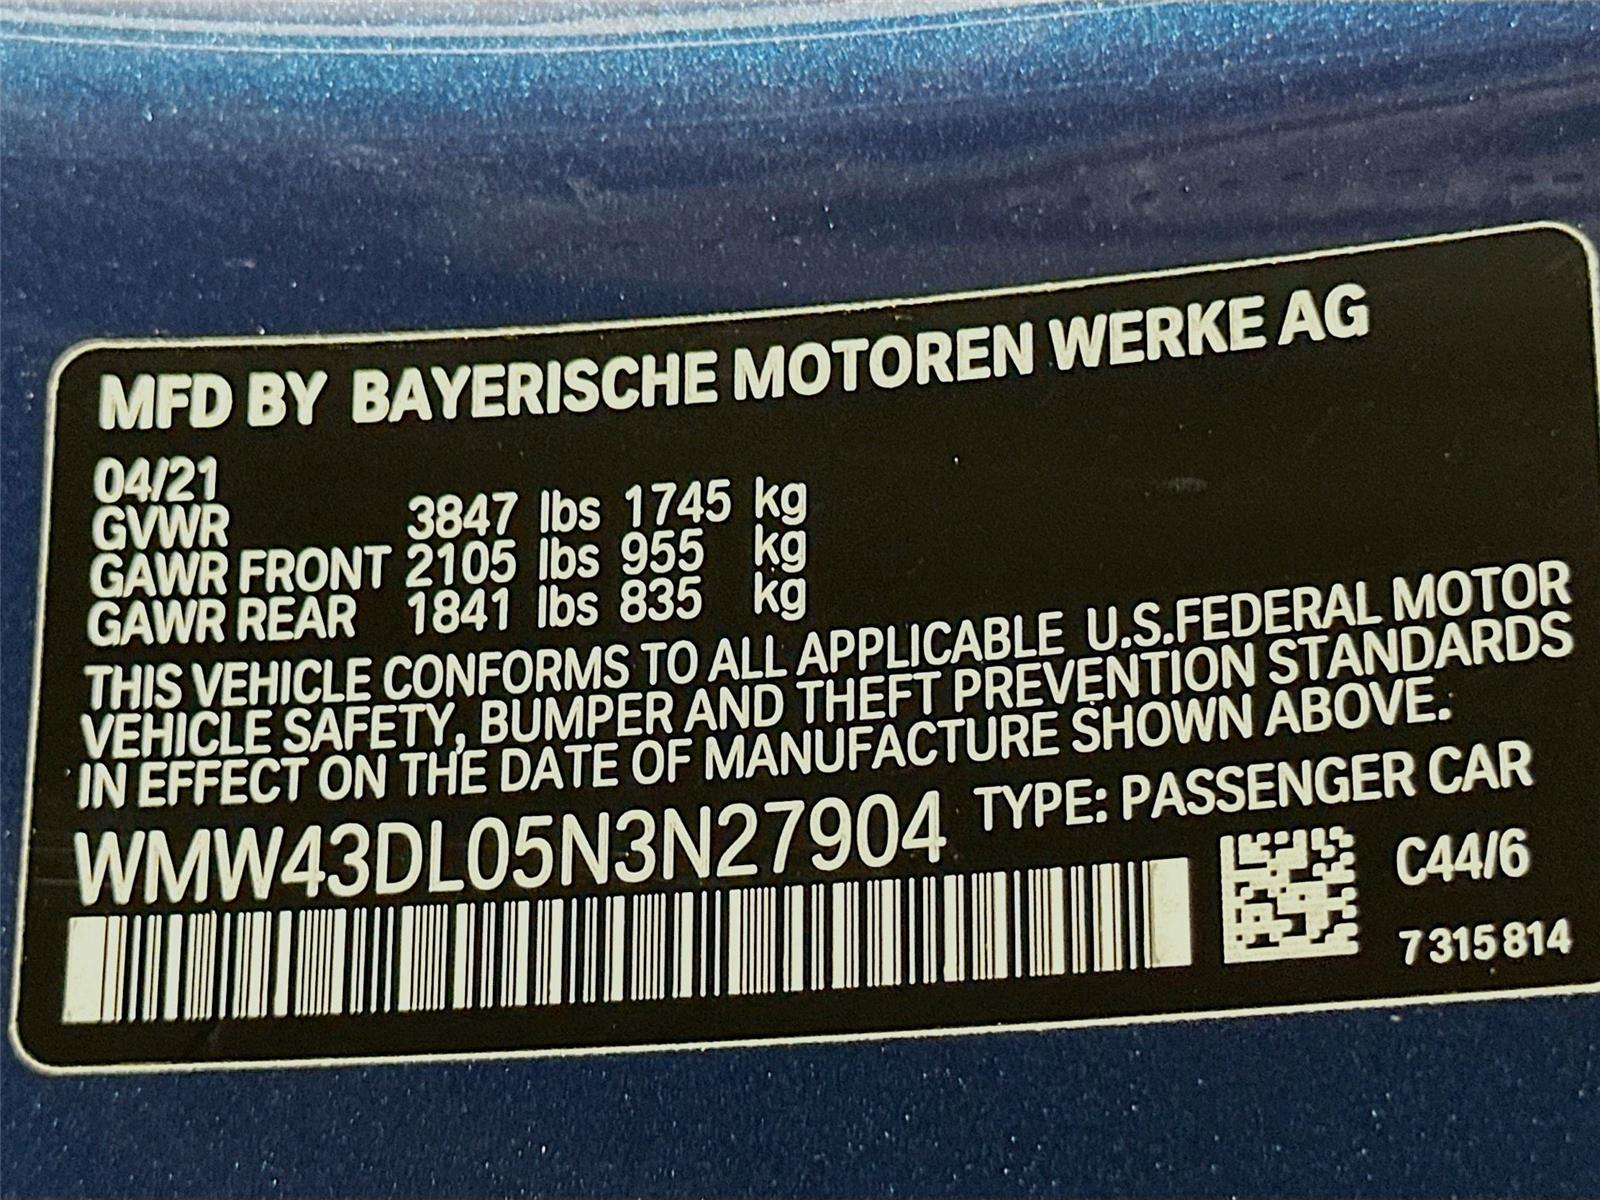 MFD BY BAYERISCHE MOTOREN WERKE AG
04/21
GVWR 3847 lbs 1745 kg
GAWR FRONT 2105 lbs 955 kg
GAWR REAR 1841 lbs 835 kg
THIS VEHICLE CONFORMS TO ALL APPLICABLE U.S.FEDERAL MOTOR
VEHICLE SAFETY, BUMPER AND THEFT PREVENTION STANDARDS
IN EFFECT ON THE DATE OF MANUFACTURE SHOWN ABOVE.
WMW43DL05N3N27904 TYPE: PASSENGER CAR
C44/6
7 315 814